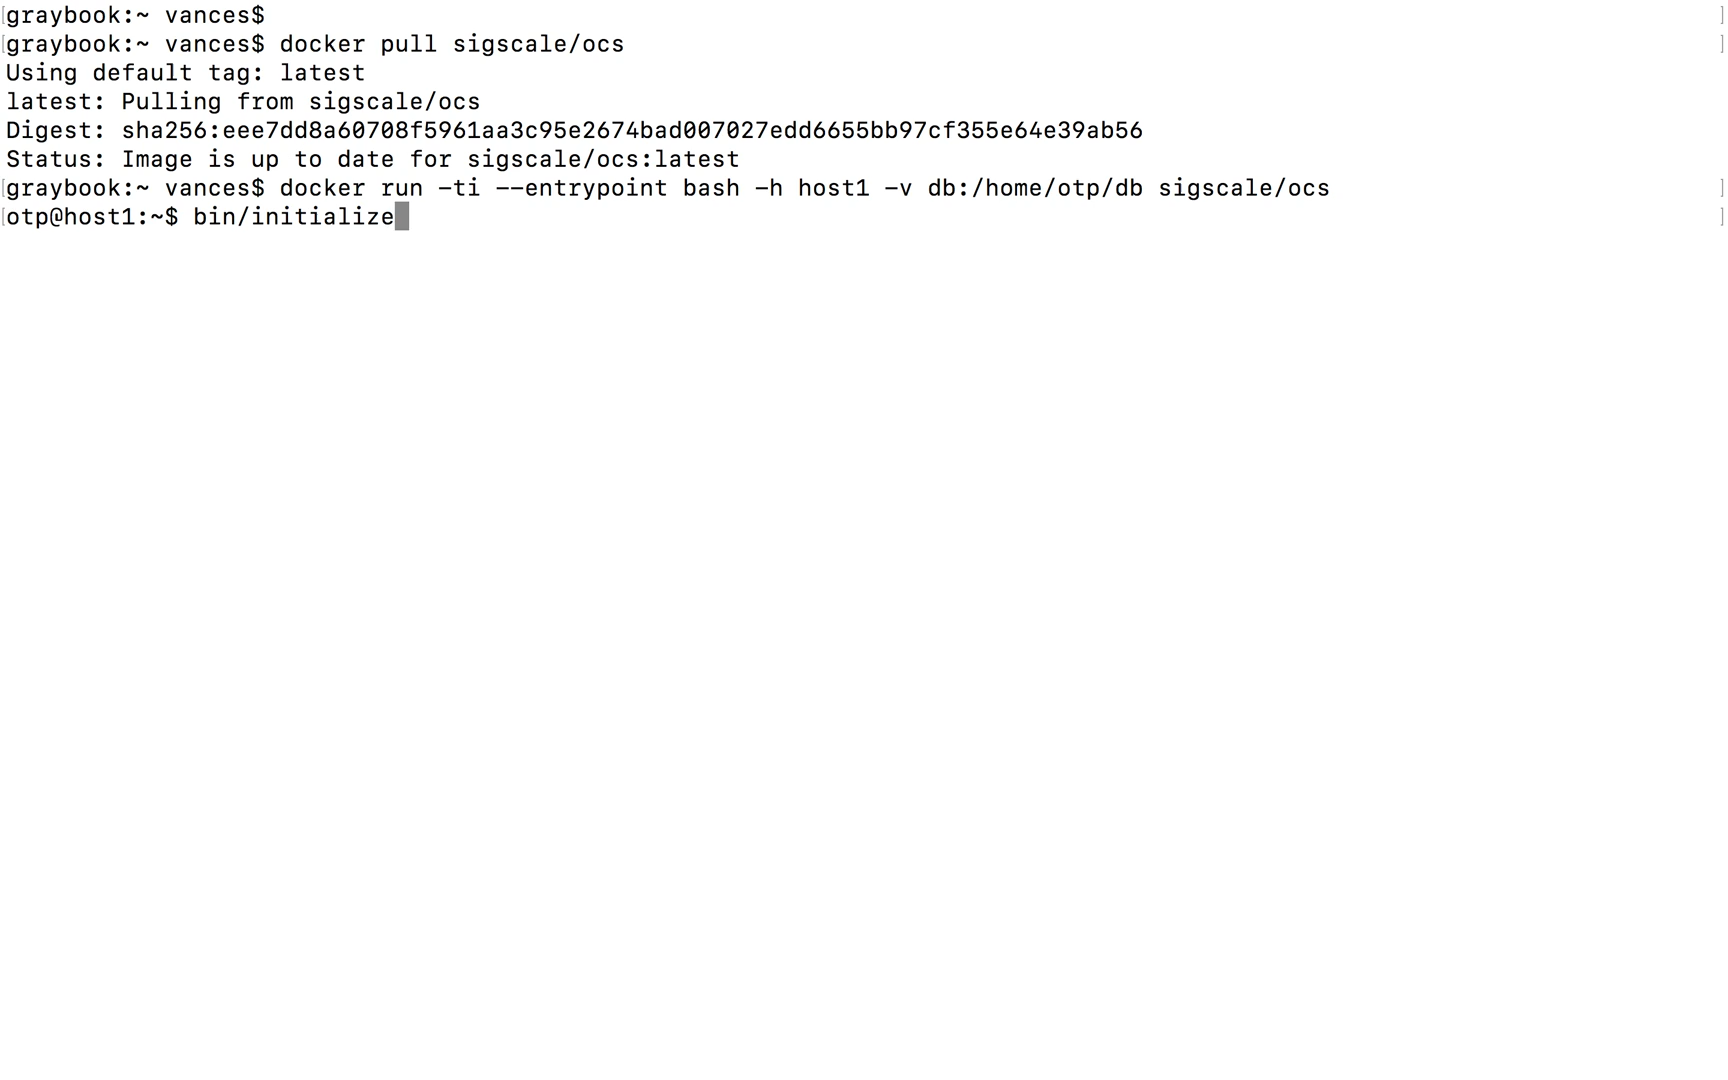 [graybook:~ vances$ ]
[graybook:~ vances$ docker pull sigscale/ocs ]
Using default tag: latest
latest: Pulling from sigscale/ocs
Digest: sha256:eee7dd8a60708f5961aa3c95e2674bad007027edd6655bb97cf355e64e39ab56
Status: Image is up to date for sigscale/ocs:latest
[graybook:~ vances$ docker run -ti --entrypoint bash -h host1 -v db:/home/otp/db sigscale/ocs ]
[otp@host1:~$ bin/initialize ]